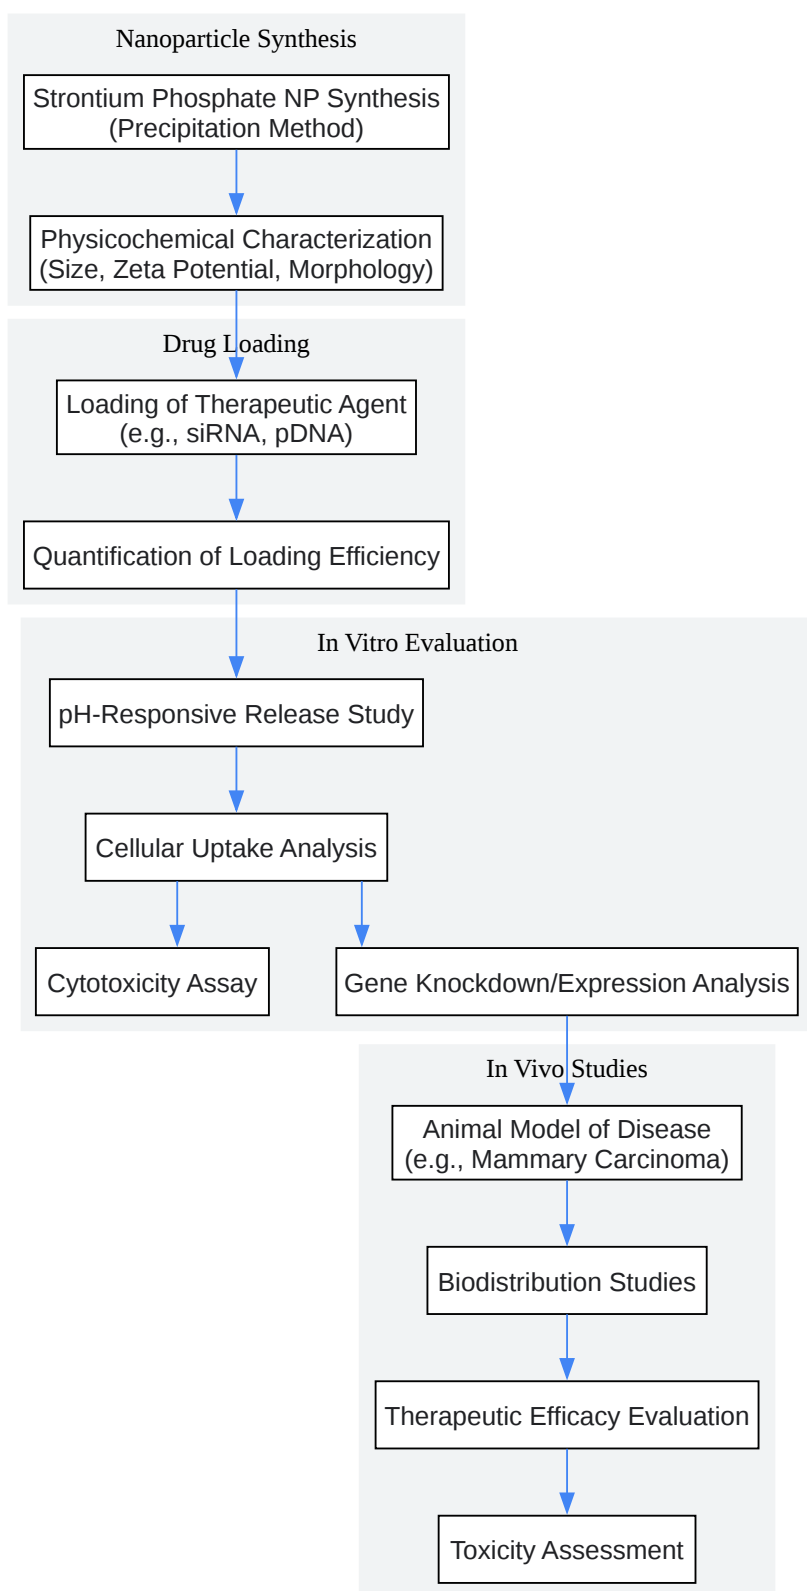 Nanoparticle Synthesis
Strontium Phosphate NP Synthesis
(Precipitation Method)
Physicochemical Characterization
(Size, Zeta Potential, Morphology)
Drug Loading
Loading of Therapeutic Agent
(e.g., siRNA, pDNA)
Quantification of Loading Efficiency
In Vitro Evaluation
pH-Responsive Release Study
Cellular Uptake Analysis
Cytotoxicity Assay
Gene Knockdown/Expression Analysis
In Vivo Studies
Animal Model of Disease
(e.g., Mammary Carcinoma)
Biodistribution Studies
Therapeutic Efficacy Evaluation
Toxicity Assessment